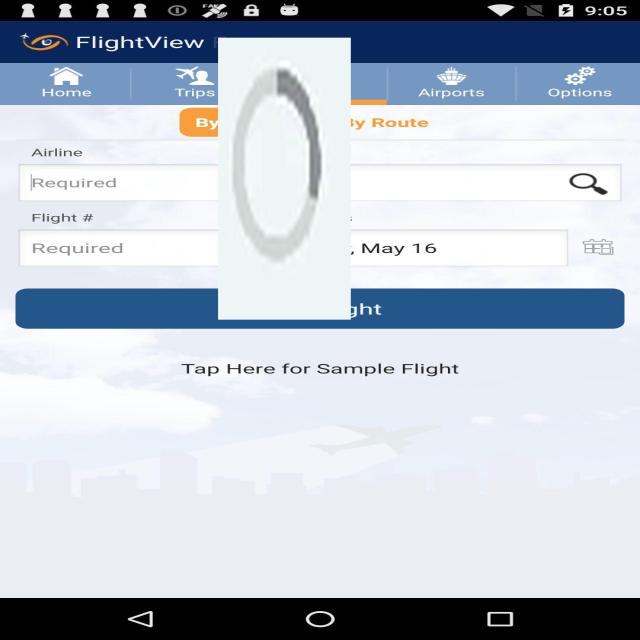 9:05
FlightView
Home Trips Airports Options
By By Route
Airline
Required
Flight #
Required , May 16
ght
Tap Here for Sample Flight